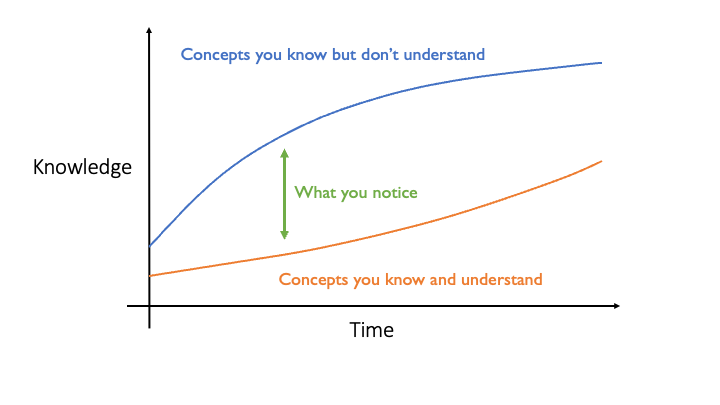 Concepts you know but don’t understand
Knowledge
What you notice
Concepts you know and understand
Time